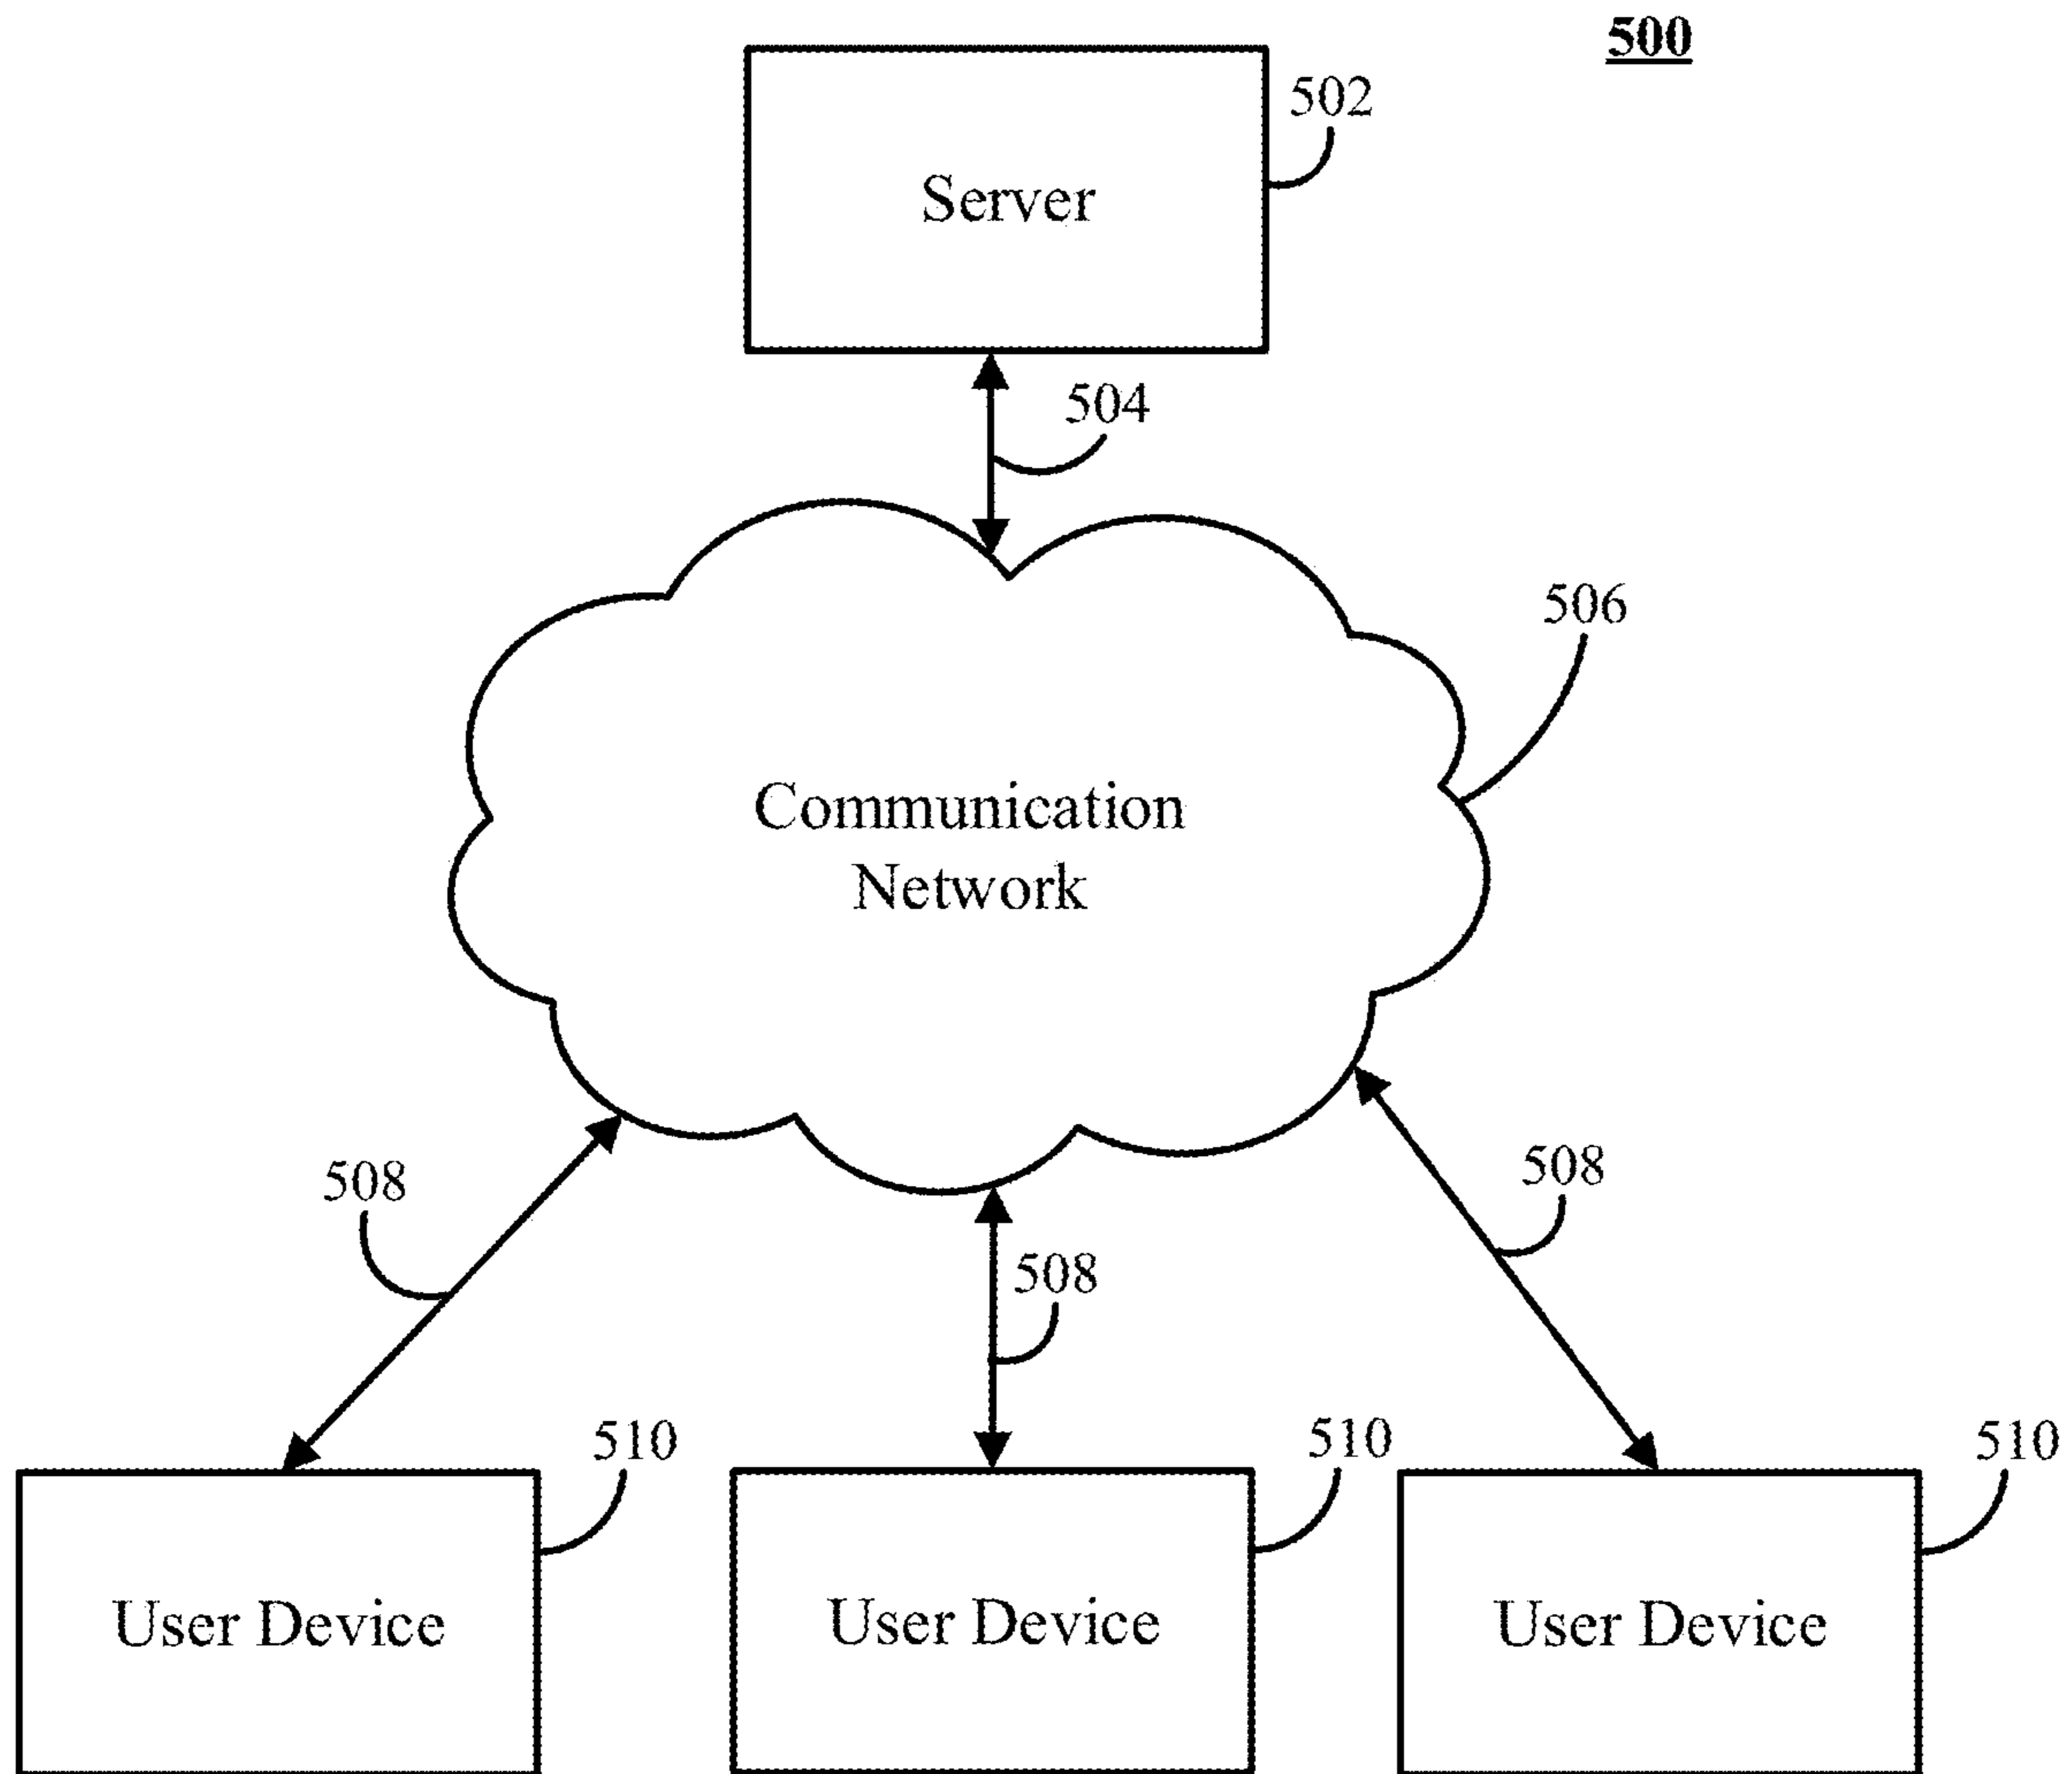 500
502
Server
504
506
Communication
Network
508
508
508
510
510
510
User Device
User Device
User Device